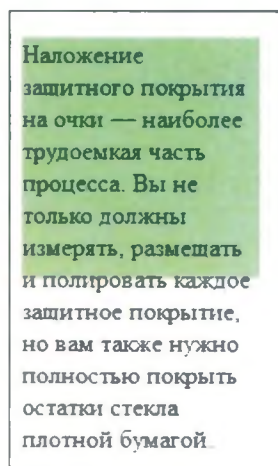 Наложение
защитного покрытия
на очки — наиболее
трудоемкая часть
процесса. Вы не
только должны
измерять, размещать
и полировать каждое
защитное покрытие,
но вам также нужно
полностью покрыть
остатки стекла
плотной бумагой